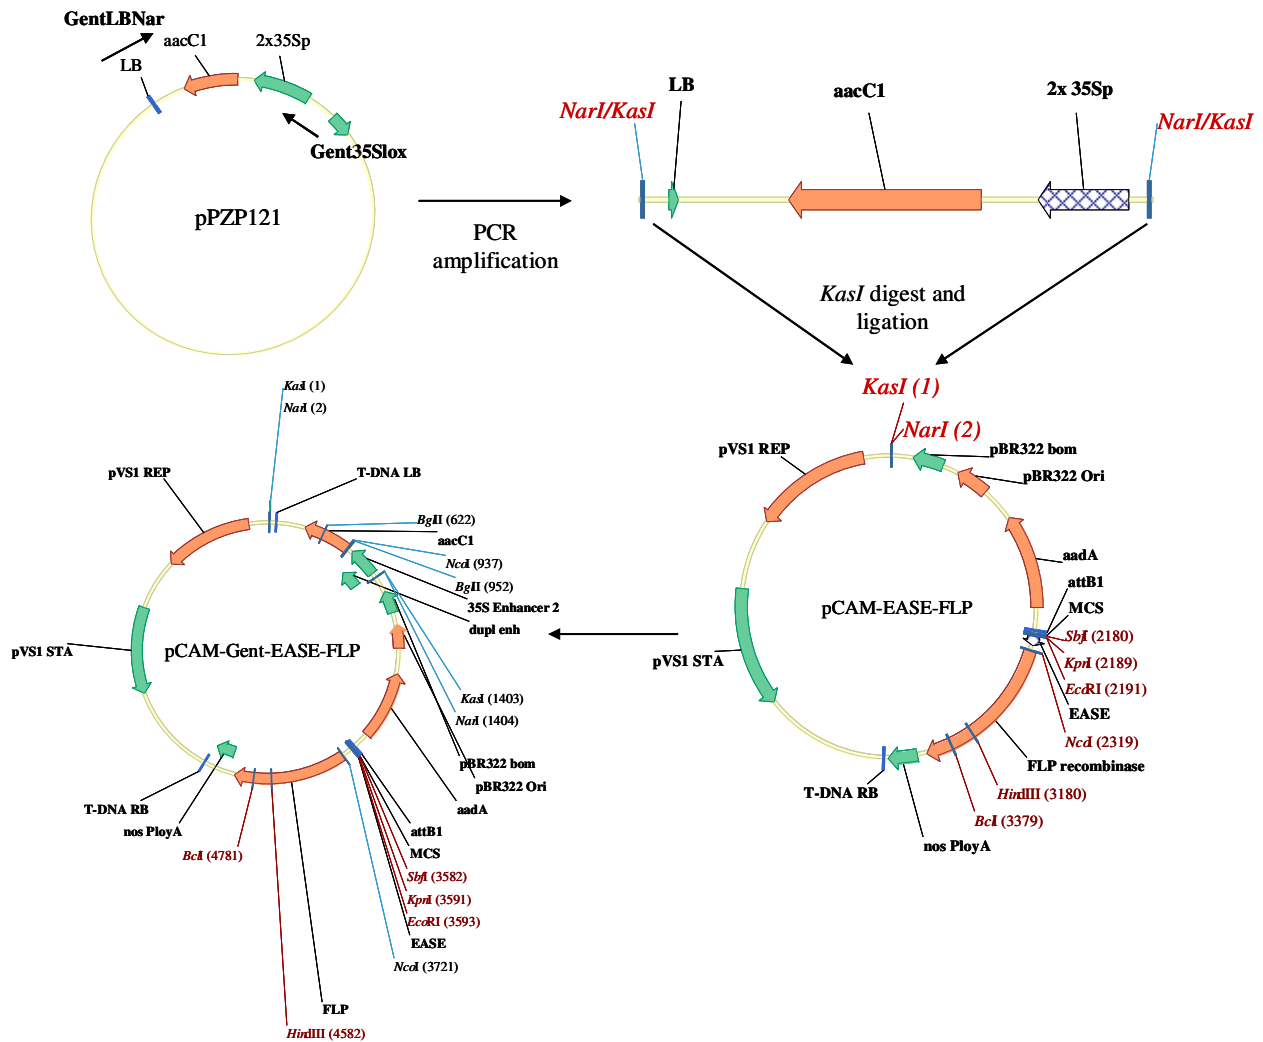 GentLBNar
aacC1
2x35Sp
LB
Gent35Slox
pPZP121
PCR
amplification
LB
aacC1
2x 35Sp
NarI/KasI
NarI/KasI
KasI digest and
ligation
KasI (1)
NarI (2)
pVS1 REP
pBR322 bom
pBR322 Ori
aadA
attB1
MCS
SbfI (2180)
KpnI (2189)
EcoRI (2191)
EASE
NcoI (2319)
FLP recombinase
HindIII (3180)
BclI (3379)
nos PloyA
T-DNA RB
pVS1 STA
pCAM-EASE-FLP
KasI (1)
NarI (2)
pVS1 REP
T-DNA LB
BglII (622)
aacC1
NcoI (937)
BglII (952)
35S Enhancer 2
dupl enh
pCAM-Gent-EASE-FLP
pVS1 STA
KasI (1403)
NarI (1404)
pBR322 bom
pBR322 Ori
aadA
T-DNA RB
nos PloyA
BclI (4781)
attB1
MCS
SbfI (3582)
KpnI (3591)
EcoRI (3593)
EASE
NcoI (3721)
FLP
HindIII (4582)